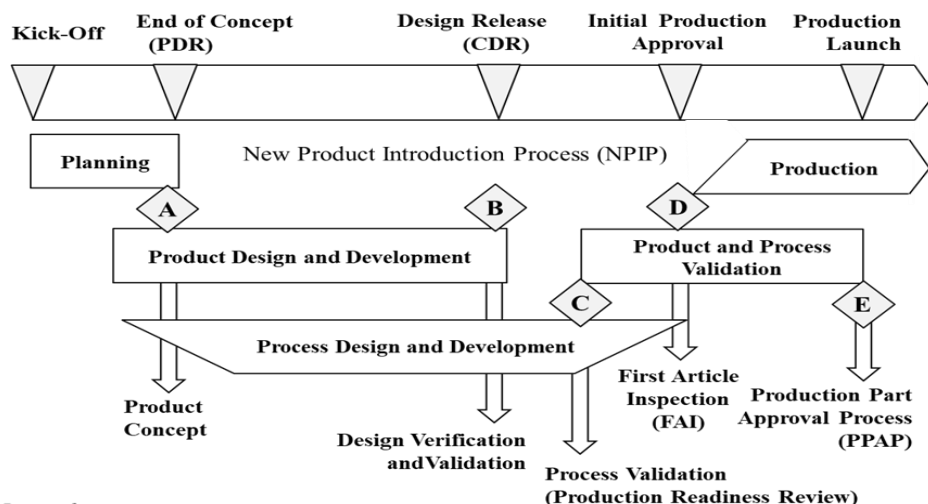 Kick-Off
End of Concept
(PDR)
Design Release
(CDR)
Initial Production
Approval
Production
Launch
Planning
New Product Introduction Process (NPIP)
Production
A
B
D
Product Design and Development
Product and Process
Validation
C
E
Process Design and Development
Product
Concept
Design Verification
andValidation
First Article
Inspection
(FAI)
Production Part
Approval Process
(PPAP)
Process Validation
(Production Readiness Review)